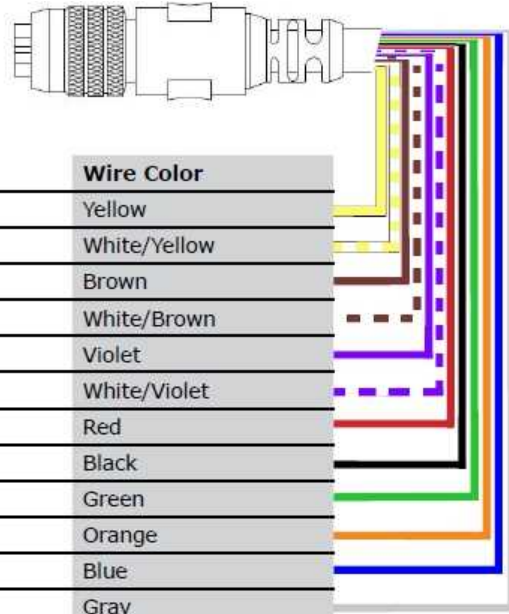 Wire Color
Yellow
White/Yellow
Brown
White/Brown
Violet
White/Violet
Red
Black
Green
Orange
Blue
Gray